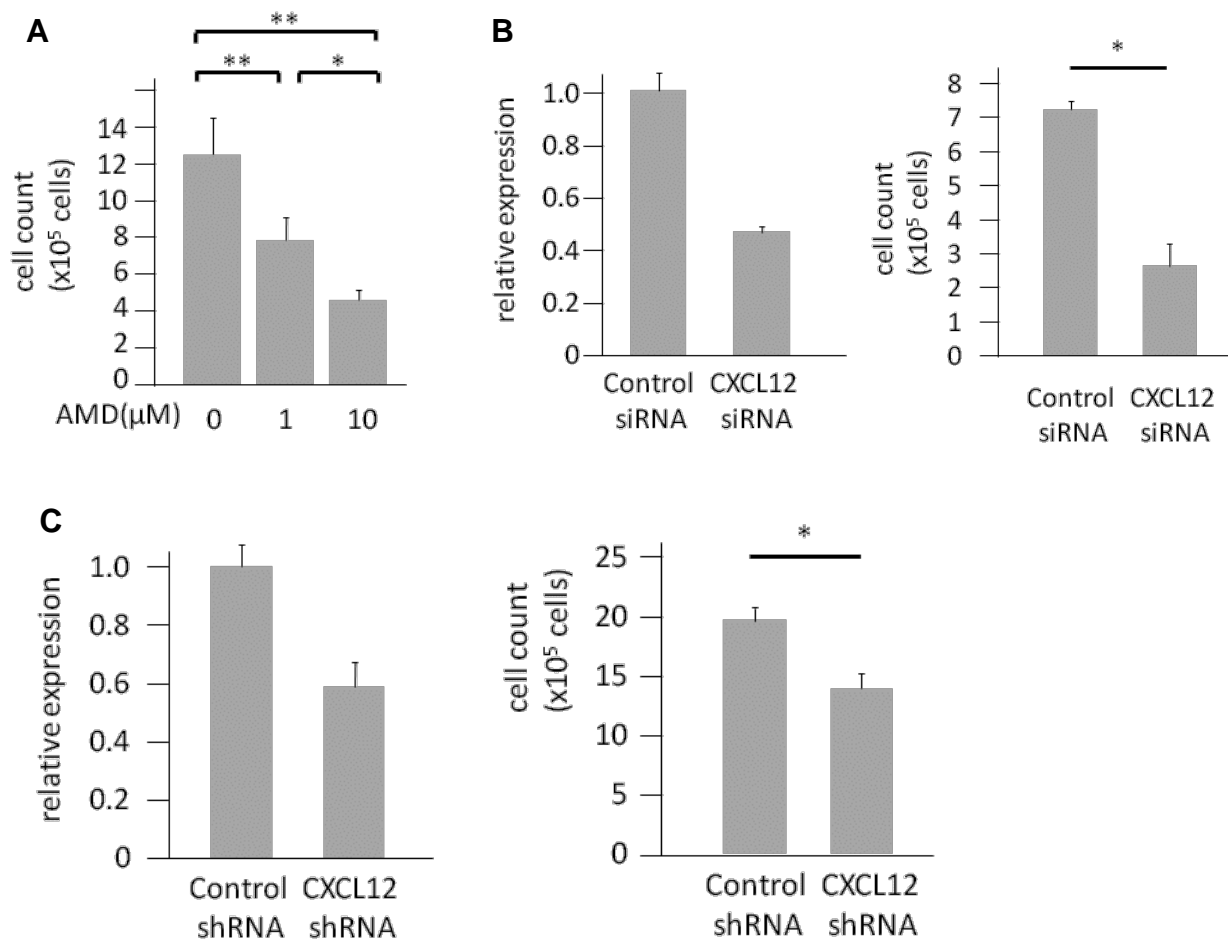 A
**
**
*
cell count
(x10⁵ cells)
14
12
10
8
6
4
2
0
AMD(μM)
0
1
10
B
relative expression
1.0
0.8
0.6
0.4
0.2
0
Control
siRNA
CXCL12
siRNA
*
cell count
(x10⁵ cells)
8
7
6
5
4
3
2
1
0
Control
siRNA
CXCL12
siRNA
C
relative expression
1.0
0.8
0.6
0.4
0.2
0
Control
shRNA
CXCL12
shRNA
*
cell count
(x10⁵ cells)
25
20
15
10
5
0
Control
shRNA
CXCL12
shRNA